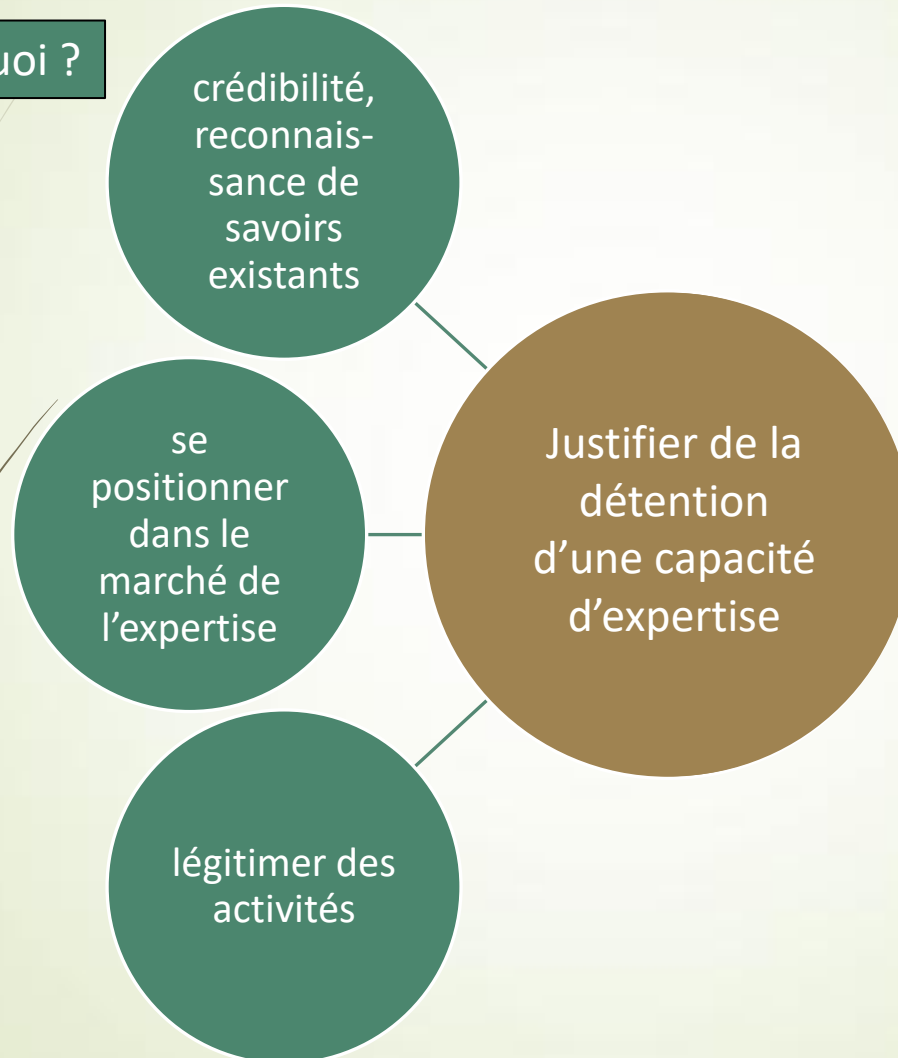 uoi ?
crédibilité,
reconnais-
sance de
savoirs
existants
se
positionner
dans le
marché de
l’expertise
légitimer des
activités
Justifier de la
détention
d’une capacité
d’expertise